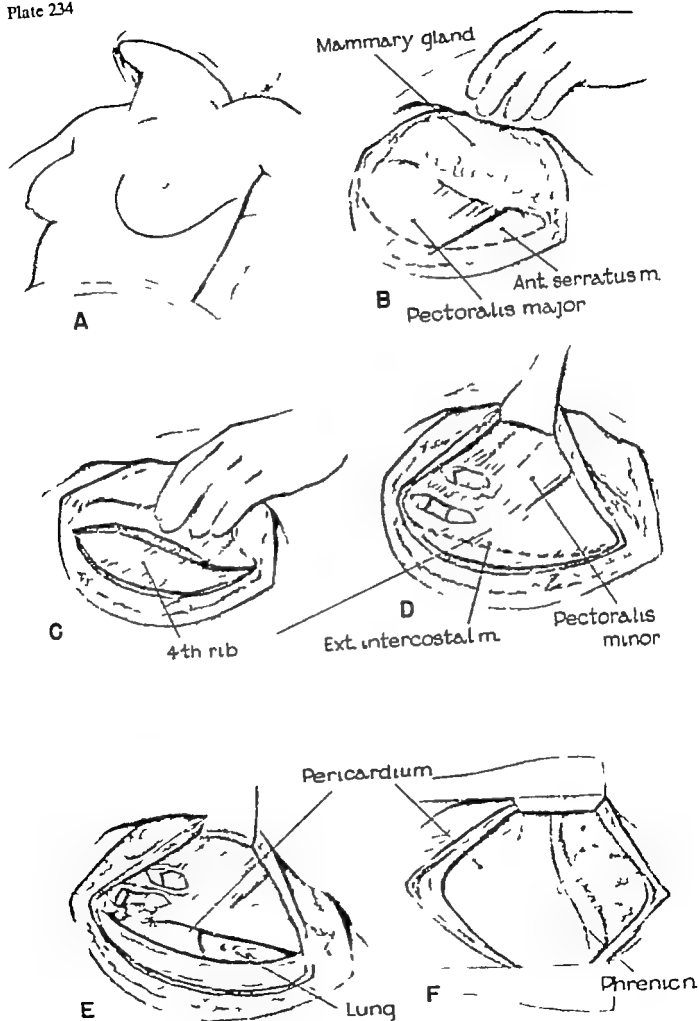 Plate 234
Mammary gland
A
B
Ant. serratus m.
Pectoralis major
C
4th rib
D
Ext. intercostal m.
Pectoralis
minor
Pericardium
E
Lung
F
Phrenic n.